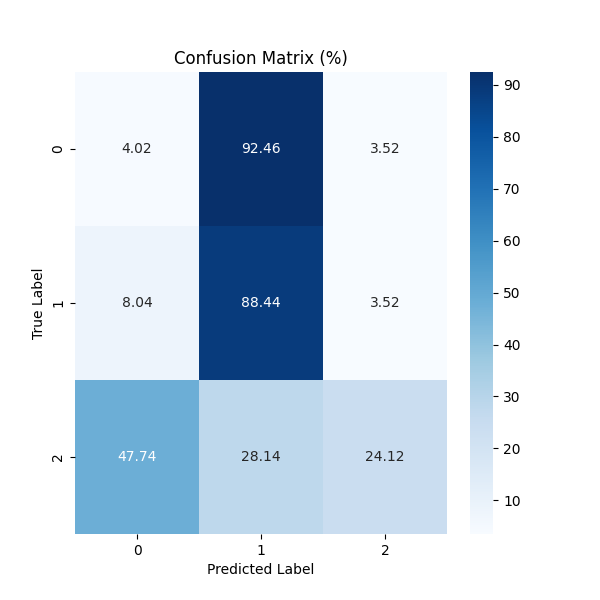 Confusion Matrix (%)
0 4.02 92.46 3.52
1 8.04 88.44 3.52
2 47.74 28.14 24.12
0 1 2
Predicted Label
True Label
90
80
70
60
50
40
30
20
10